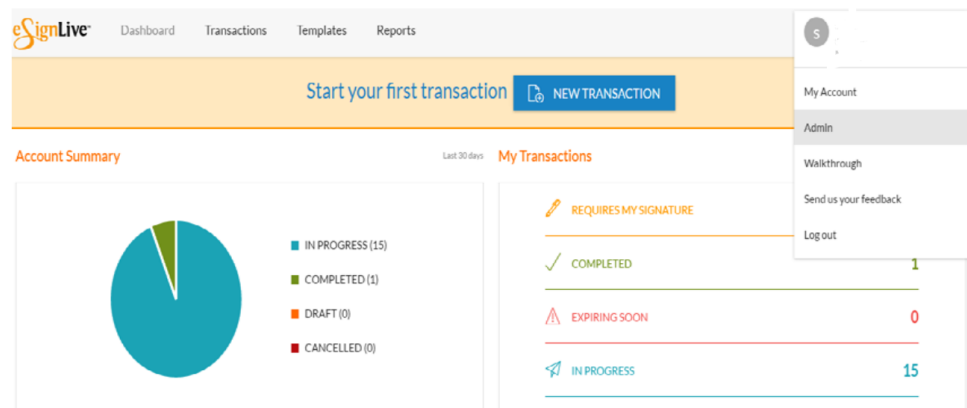 eSignLive™ Dashboard Transactions Templates Reports
S
My Account
Admin
Walkthrough
Send us your feedback
Log out
Start your first transaction NEW TRANSACTION
Account Summary Last 30 days
IN PROGRESS (15)
COMPLETED (1)
DRAFT (0)
CANCELLED (0)
My Transactions
REQUIRES MY SIGNATURE
COMPLETED 1
EXPIRING SOON 0
IN PROGRESS 15